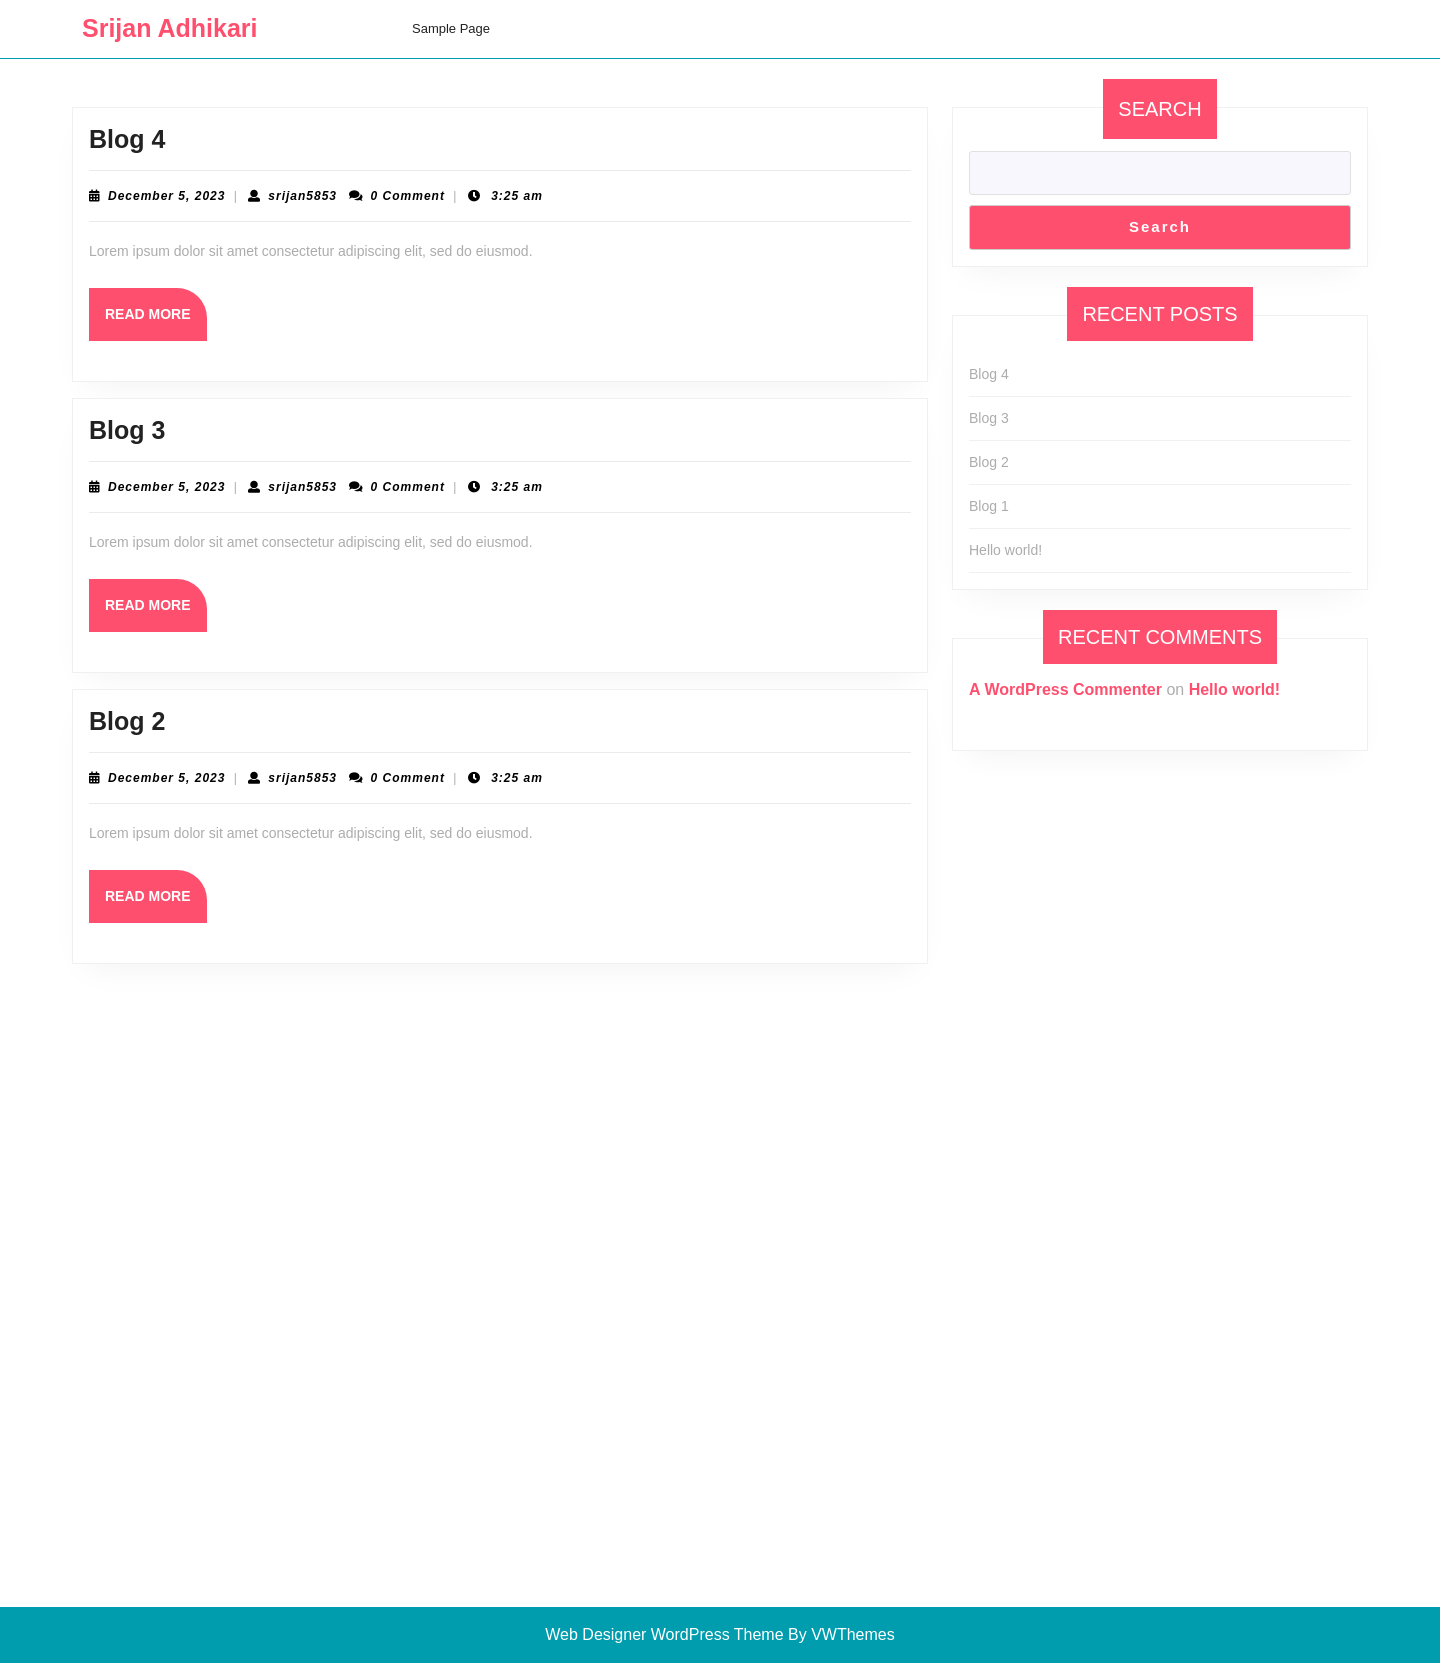 Srijan Adhikari
Sample Page
Blog 4
December 5, 2023 | srijan5853 0 Comment | 3:25 am
Lorem ipsum dolor sit amet consectetur adipiscing elit, sed do eiusmod.
READ MORE
Blog 3
December 5, 2023 | srijan5853 0 Comment | 3:25 am
Lorem ipsum dolor sit amet consectetur adipiscing elit, sed do eiusmod.
READ MORE
Blog 2
December 5, 2023 | srijan5853 0 Comment | 3:25 am
Lorem ipsum dolor sit amet consectetur adipiscing elit, sed do eiusmod.
READ MORE
SEARCH
Search
RECENT POSTS
Blog 4
Blog 3
Blog 2
Blog 1
Hello world!
RECENT COMMENTS
A WordPress Commenter on Hello world!
Web Designer WordPress Theme By VWThemes